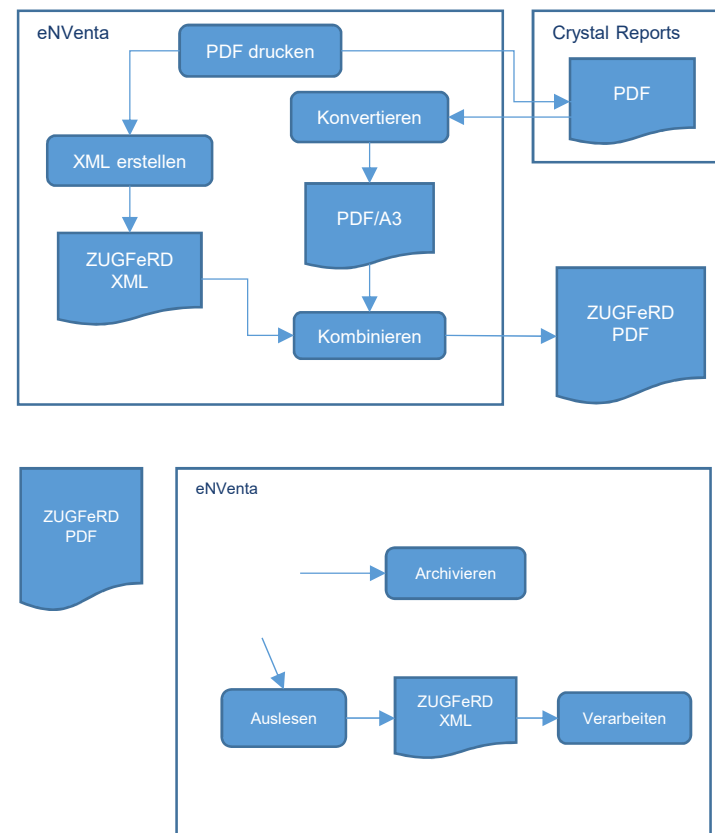 eNVenta
Crystal Reports
PDF drucken
PDF
Konvertieren
XML erstellen
PDF/A3
ZUGFeRD
XML
ZUGFeRD
PDF
Kombinieren
eNVenta
ZUGFeRD
PDF
Archivieren
Auslesen
ZUGFeRD
XML
Verarbeiten